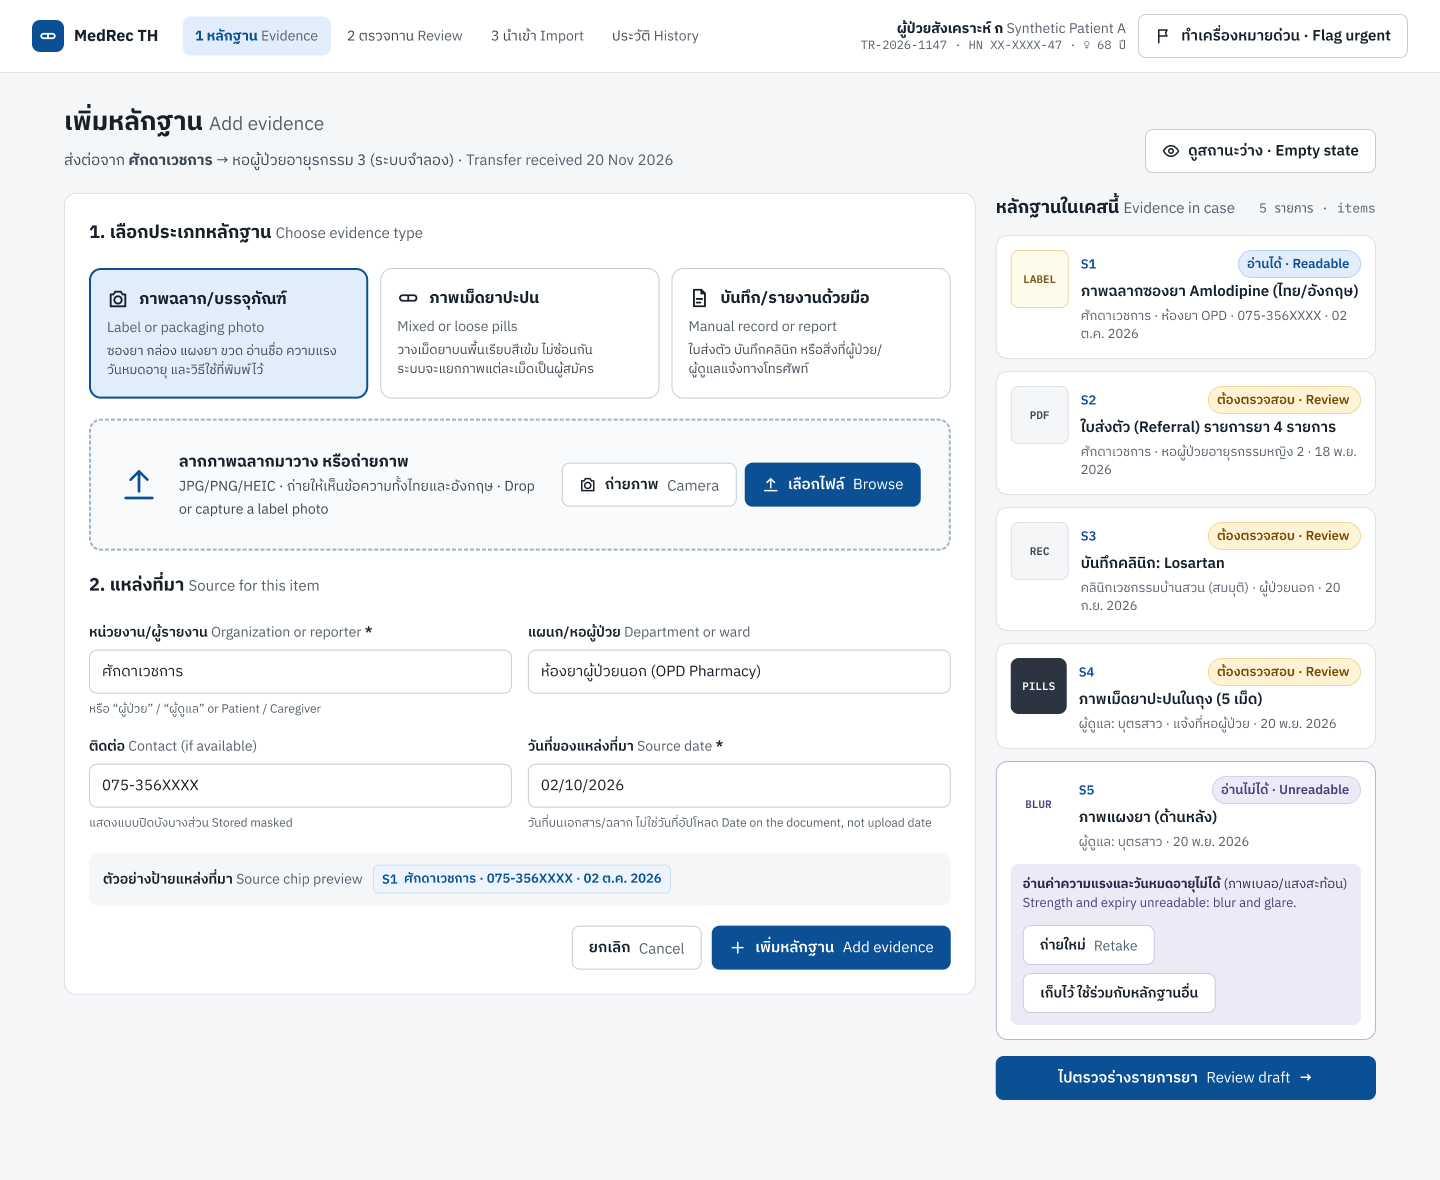 MedRec TH
1 หลักฐาน Evidence
2 ตรวจทาน Review
3 นำเข้า Import
ประวัติ History
ผู้ป่วยสังเคราะห์ ก Synthetic Patient A
TR-2026-1147 · HN XX-XXXX-47 · ♀ 68 ปี
ทำเครื่องหมายด่วน · Flag urgent
เพิ่มหลักฐาน Add evidence
ส่งต่อจาก ศักดาเวชการ → หอผู้ป่วยอายุรกรรม 3 (ระบบจำลอง) · Transfer received 20 Nov 2026
ดูสถานะว่าง · Empty state
1. เลือกประเภทหลักฐาน Choose evidence type
ภาพฉลาก/บรรจุภัณฑ์
Label or packaging photo
ซองยา กล่อง แผงยา ขวด อ่านชื่อ ความแรง
วันหมดอายุ และวิธีใช้ที่พิมพ์ไว้
ภาพเม็ดยาปะปน
Mixed or loose pills
วางเม็ดยาบนพื้นเรียบสีเข้ม ไม่ซ้อนกัน
ระบบจะแยกภาพแต่ละเม็ดเป็นผู้สมัคร
บันทึก/รายงานด้วยมือ
Manual record or report
ใบส่งตัว บันทึกคลินิก หรือสิ่งที่ผู้ป่วย/
ผู้ดูแลแจ้งทางโทรศัพท์
ลากภาพฉลากมาวาง หรือถ่ายภาพ
JPG/PNG/HEIC · ถ่ายให้เห็นข้อความทั้งไทยและอังกฤษ · Drop
or capture a label photo
ถ่ายภาพ Camera
เลือกไฟล์ Browse
2. แหล่งที่มา Source for this item
หน่วยงาน/ผู้รายงาน Organization or reporter *
ศักดาเวชการ
หรือ “ผู้ป่วย” / “ผู้ดูแล” or Patient / Caregiver
แผนก/หอผู้ป่วย Department or ward
ห้องยาผู้ป่วยนอก (OPD Pharmacy)
ติดต่อ Contact (if available)
075-356XXXX
แสดงแบบปิดบังบางส่วน Stored masked
วันที่ของแหล่งที่มา Source date *
02/10/2026
วันที่บนเอกสาร/ฉลาก ไม่ใช่วันที่อัปโหลด Date on the document, not upload date
ตัวอย่างป้ายแหล่งที่มา Source chip preview
S1 ศักดาเวชการ · 075-356XXXX · 02 ต.ค. 2026
ยกเลิก Cancel
เพิ่มหลักฐาน Add evidence
หลักฐานในเคสนี้ Evidence in case
5 รายการ · items
LABEL
S1
อ่านได้ · Readable
ภาพฉลากซองยา Amlodipine (ไทย/อังกฤษ)
ศักดาเวชการ · ห้องยา OPD · 075-356XXXX · 02
ต.ค. 2026
PDF
S2
ต้องตรวจสอบ · Review
ใบส่งตัว (Referral) รายการยา 4 รายการ
ศักดาเวชการ · หอผู้ป่วยอายุรกรรมหญิง 2 · 18 พ.ย.
2026
REC
S3
ต้องตรวจสอบ · Review
บันทึกคลินิก: Losartan
คลินิกเวชกรรมบ้านสวน (สมมุติ) · ผู้ป่วยนอก · 20
ก.ย. 2026
PILLS
S4
ต้องตรวจสอบ · Review
ภาพเม็ดยาปะปนในถุง (5 เม็ด)
ผู้ดูแล: บุตรสาว · แจ้งที่หอผู้ป่วย · 20 พ.ย. 2026
BLUR
S5
อ่านไม่ได้ · Unreadable
ภาพแผงยา (ด้านหลัง)
ผู้ดูแล: บุตรสาว · 20 พ.ย. 2026
อ่านค่าความแรงและวันหมดอายุไม่ได้ (ภาพเบลอ/แสงสะท้อน)
Strength and expiry unreadable: blur and glare.
ถ่ายใหม่ Retake
เก็บไว้ ใช้ร่วมกับหลักฐานอื่น
ไปตรวจร่างรายการยา Review draft →